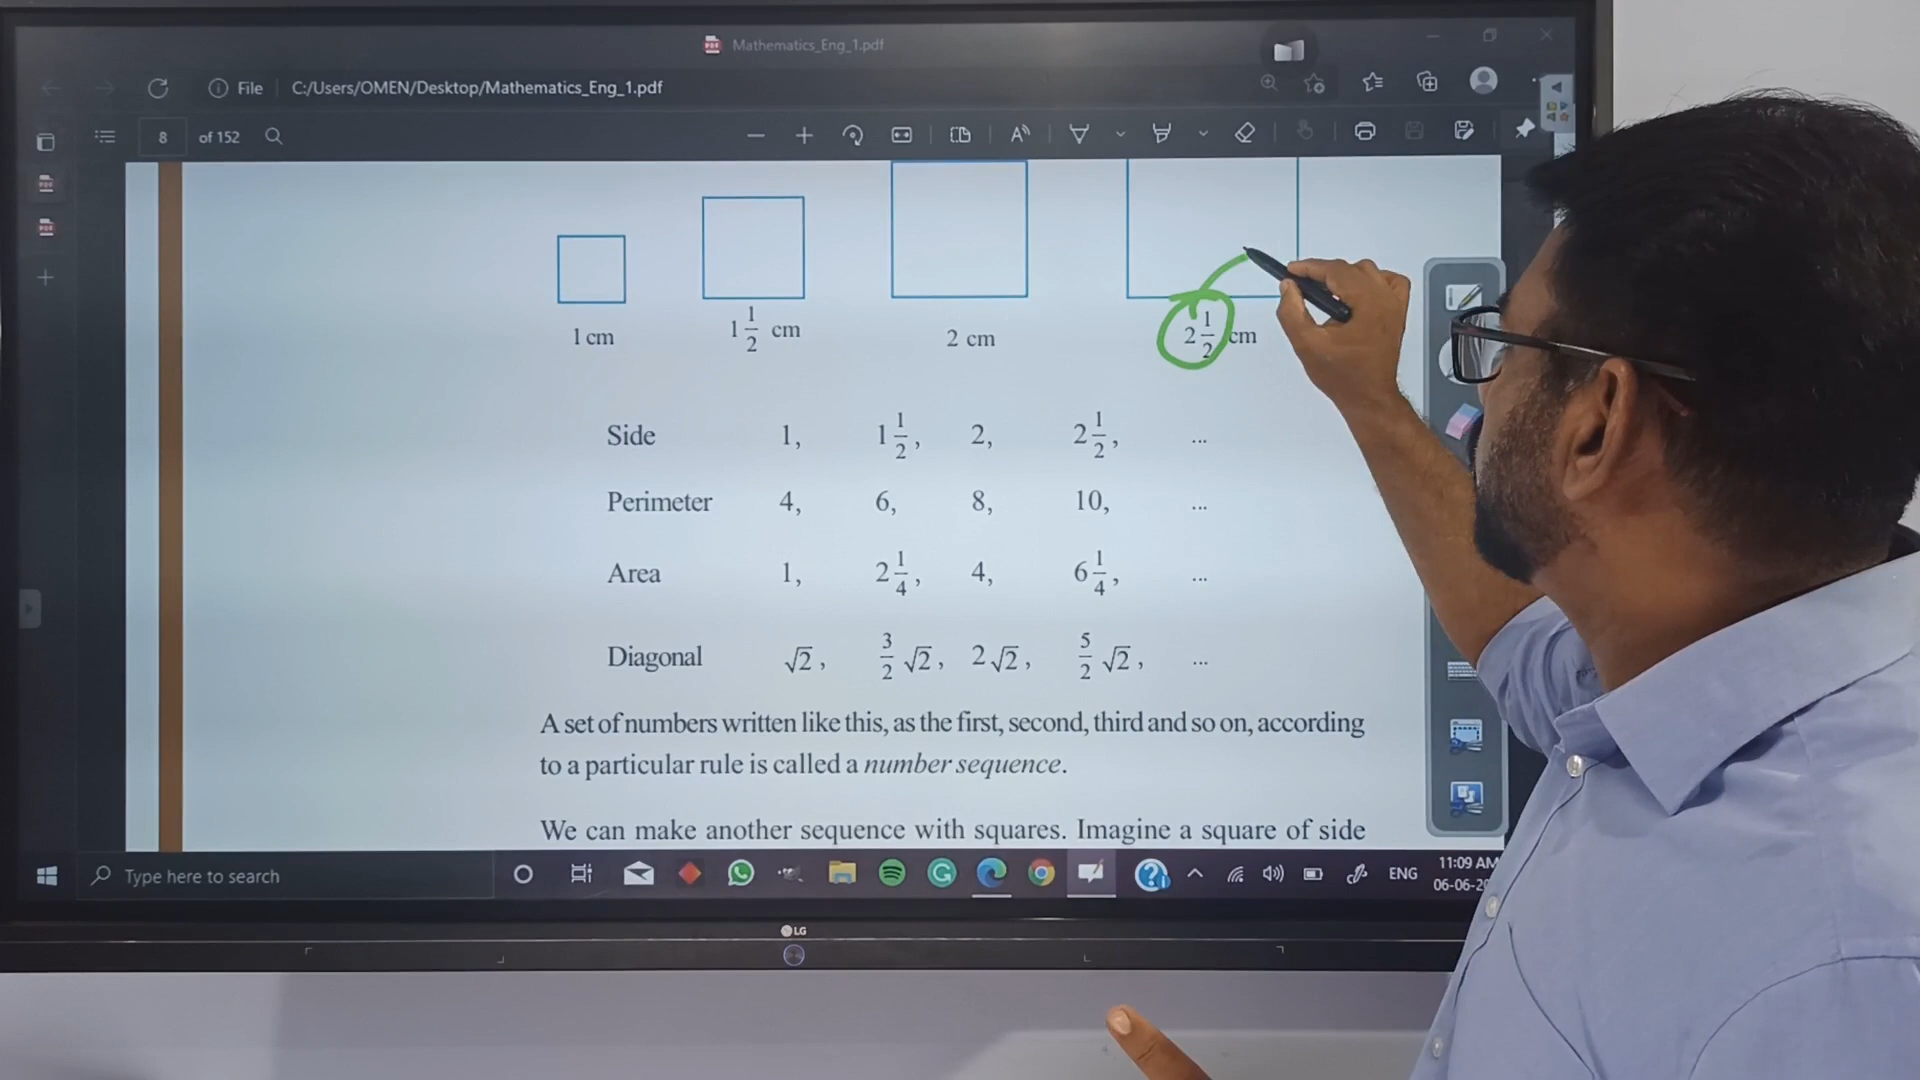 Mathematics_Eng_1.pdf
File C:/Users/OMEN/Desktop/Mathematics_Eng_1.pdf
8 of 152
1 cm 1 1/2 cm 2 cm 2 1/2 cm
Side 1, 1 1/2, 2, 2 1/2, ...
Perimeter 4, 6, 8, 10, ...
Area 1, 2 1/4, 4, 6 1/4, ...
Diagonal √2, 3/2 √2, 2√2, 5/2 √2, ...
A set of numbers written like this, as the first, second, third and so on, according
to a particular rule is called a number sequence.
We can make another sequence with squares. Imagine a square of side
Type here to search
ENG
11:09 AM
06-06-2
LG